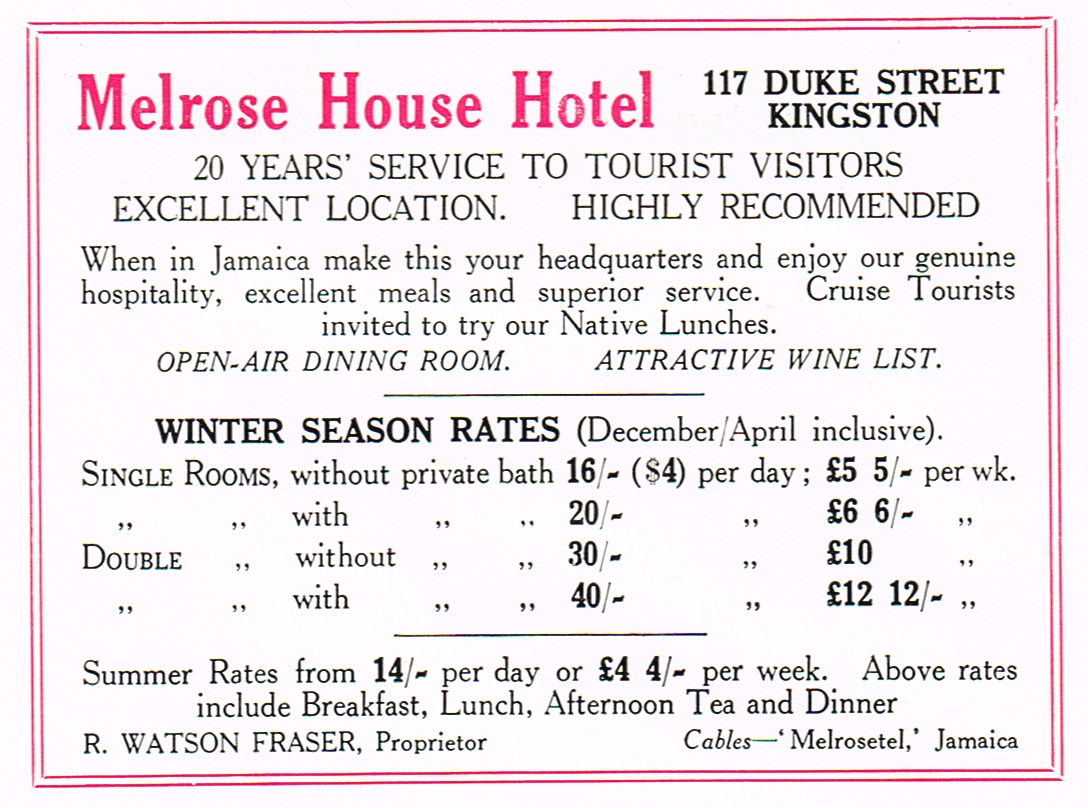 Melrose House Hotel 117 DUKE STREET
KINGSTON
20 YEARS' SERVICE TO TOURIST VISITORS
EXCELLENT LOCATION. HIGHLY RECOMMENDED
When in Jamaica make this your headquarters and enjoy our genuine
hospitality, excellent meals and superior service. Cruise Tourists
invited to try our Native Lunches.
OPEN-AIR DINING ROOM. ATTRACTIVE WINE LIST.
WINTER SEASON RATES (December/April inclusive).
SINGLE ROOMS, without private bath 16/- ($4) per day; £5 5/- per wk.
„ „ with „ „ 20/- „ £6 6/- „
DOUBLE „ without „ „ 30/- „ £10 „
„ „ with „ „ 40/- „ £12 12/- „
Summer Rates from 14/- per day or £4 4/- per week. Above rates
include Breakfast, Lunch, Afternoon Tea and Dinner
R. WATSON FRASER, Proprietor Cables—'Melrosetel,' Jamaica